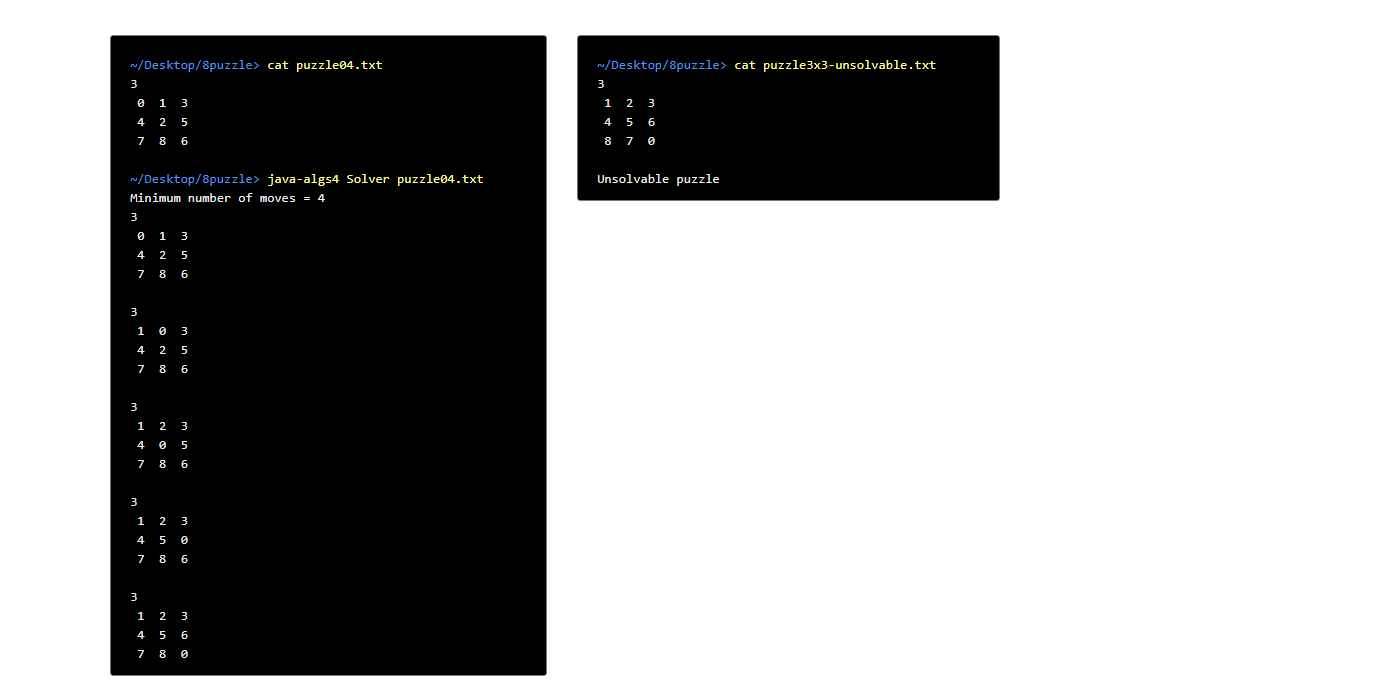 ~/Desktop/8puzzle> cat puzzle04.txt
3
0 1 3
4 2 5
7 8 6
~/Desktop/8puzzle> java-algs4 Solver puzzle04.txt
Minimum number of moves = 4
3
0 1 3
4 2 5
7 8 6
3
1 0 3
4 2 5
7 8 6
3
1 2 3
4 0 5
7 8 6
3
1 2 3
4 5 0
7 8 6
3
1 2 3
4 5 6
7 8 0
~/Desktop/8puzzle> cat puzzle3x3-unsolvable.txt
3
1 2 3
4 5 6
8 7 0
Unsolvable puzzle